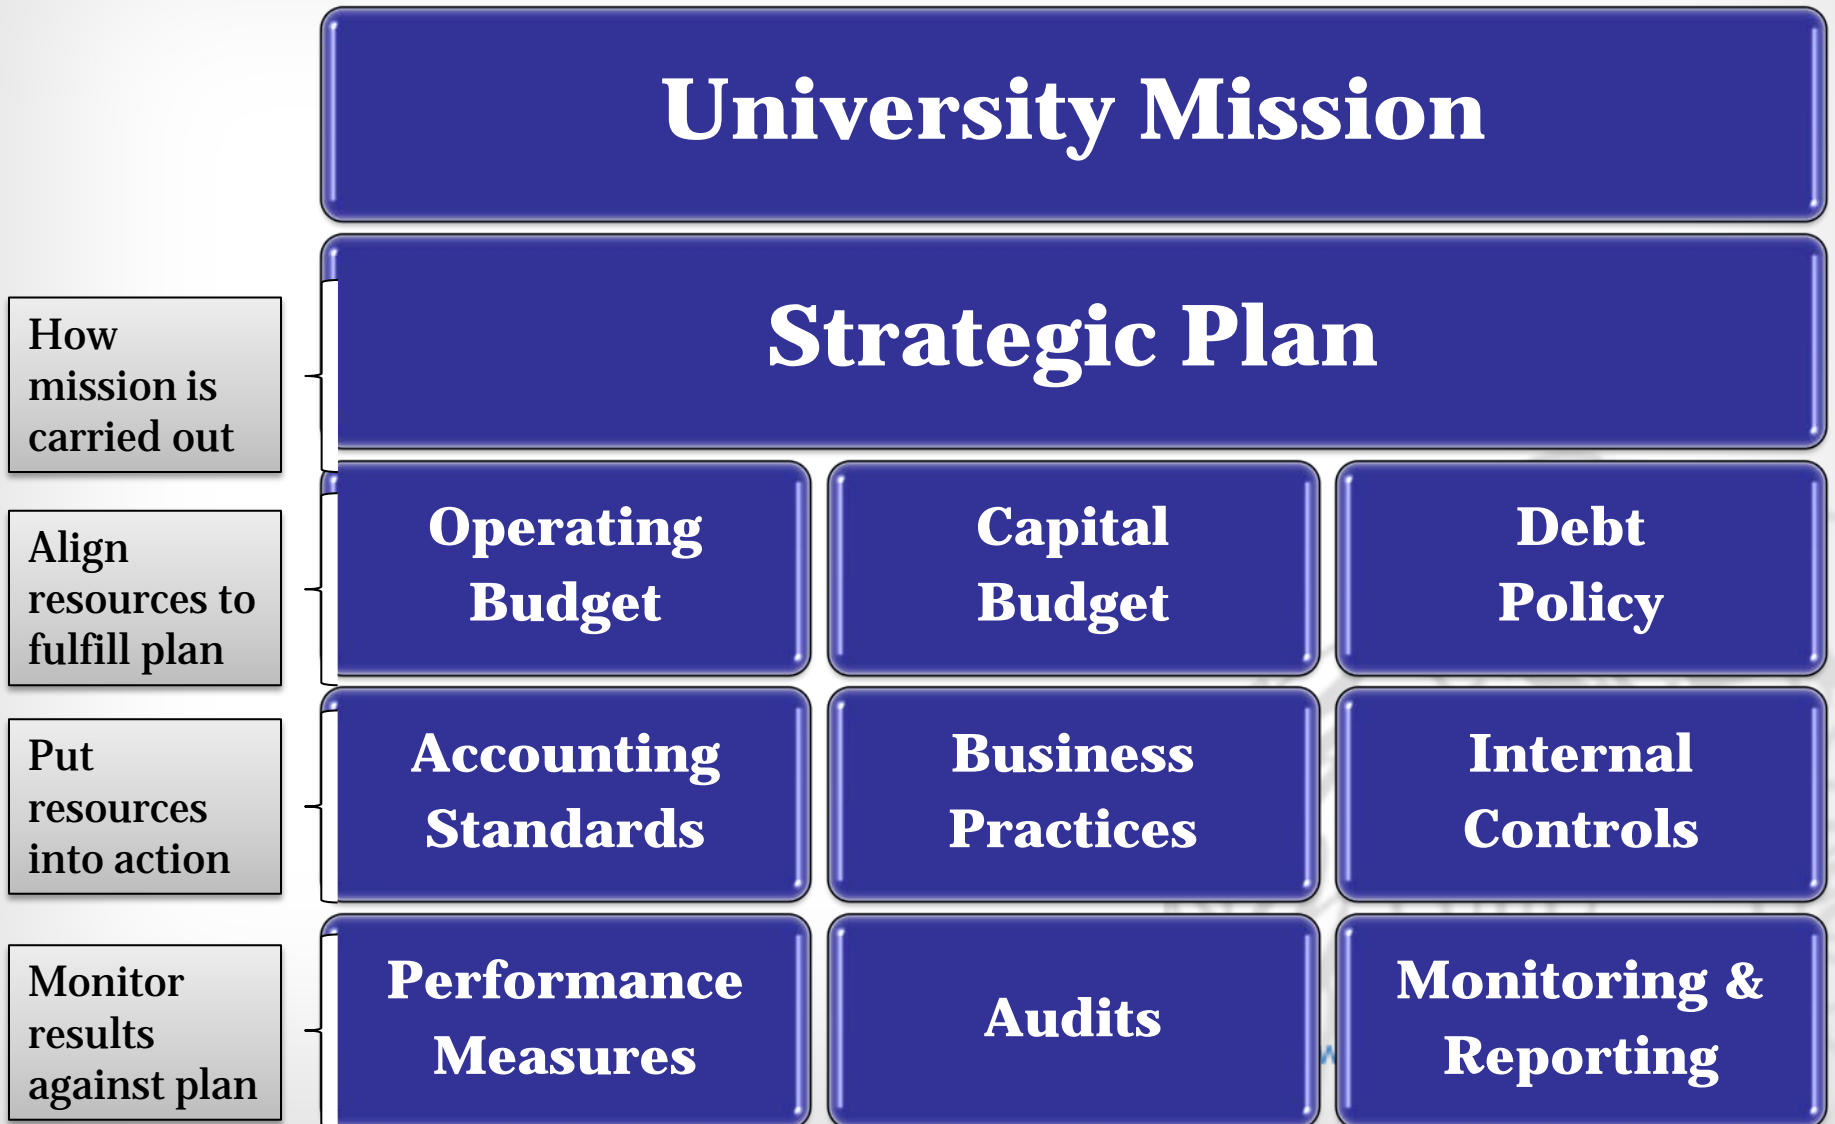 University Mission
How
mission is
carried out
Strategic Plan
Align
resources to
fulfill plan
Operating
Budget
Capital
Budget
Debt
Policy
Put
resources
into action
Accounting
Standards
Business
Practices
Internal
Controls
Monitor
results
against plan
Performance
Measures
Audits
Monitoring &
Reporting